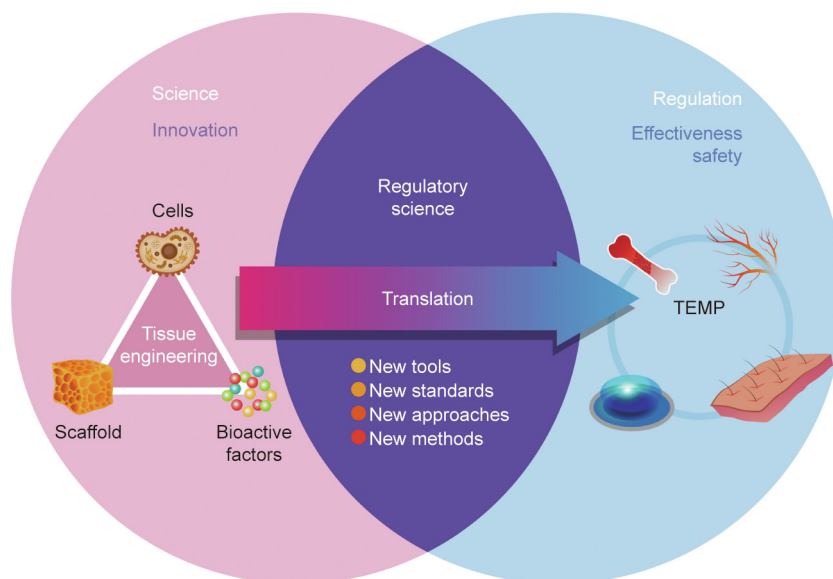 Science
Innovation
Cells
Tissue
engineering
Scaffold
Bioactive
factors
Regulatory
science
Translation
New tools
New standards
New approaches
New methods
Regulation
Effectiveness
safety
TEMP